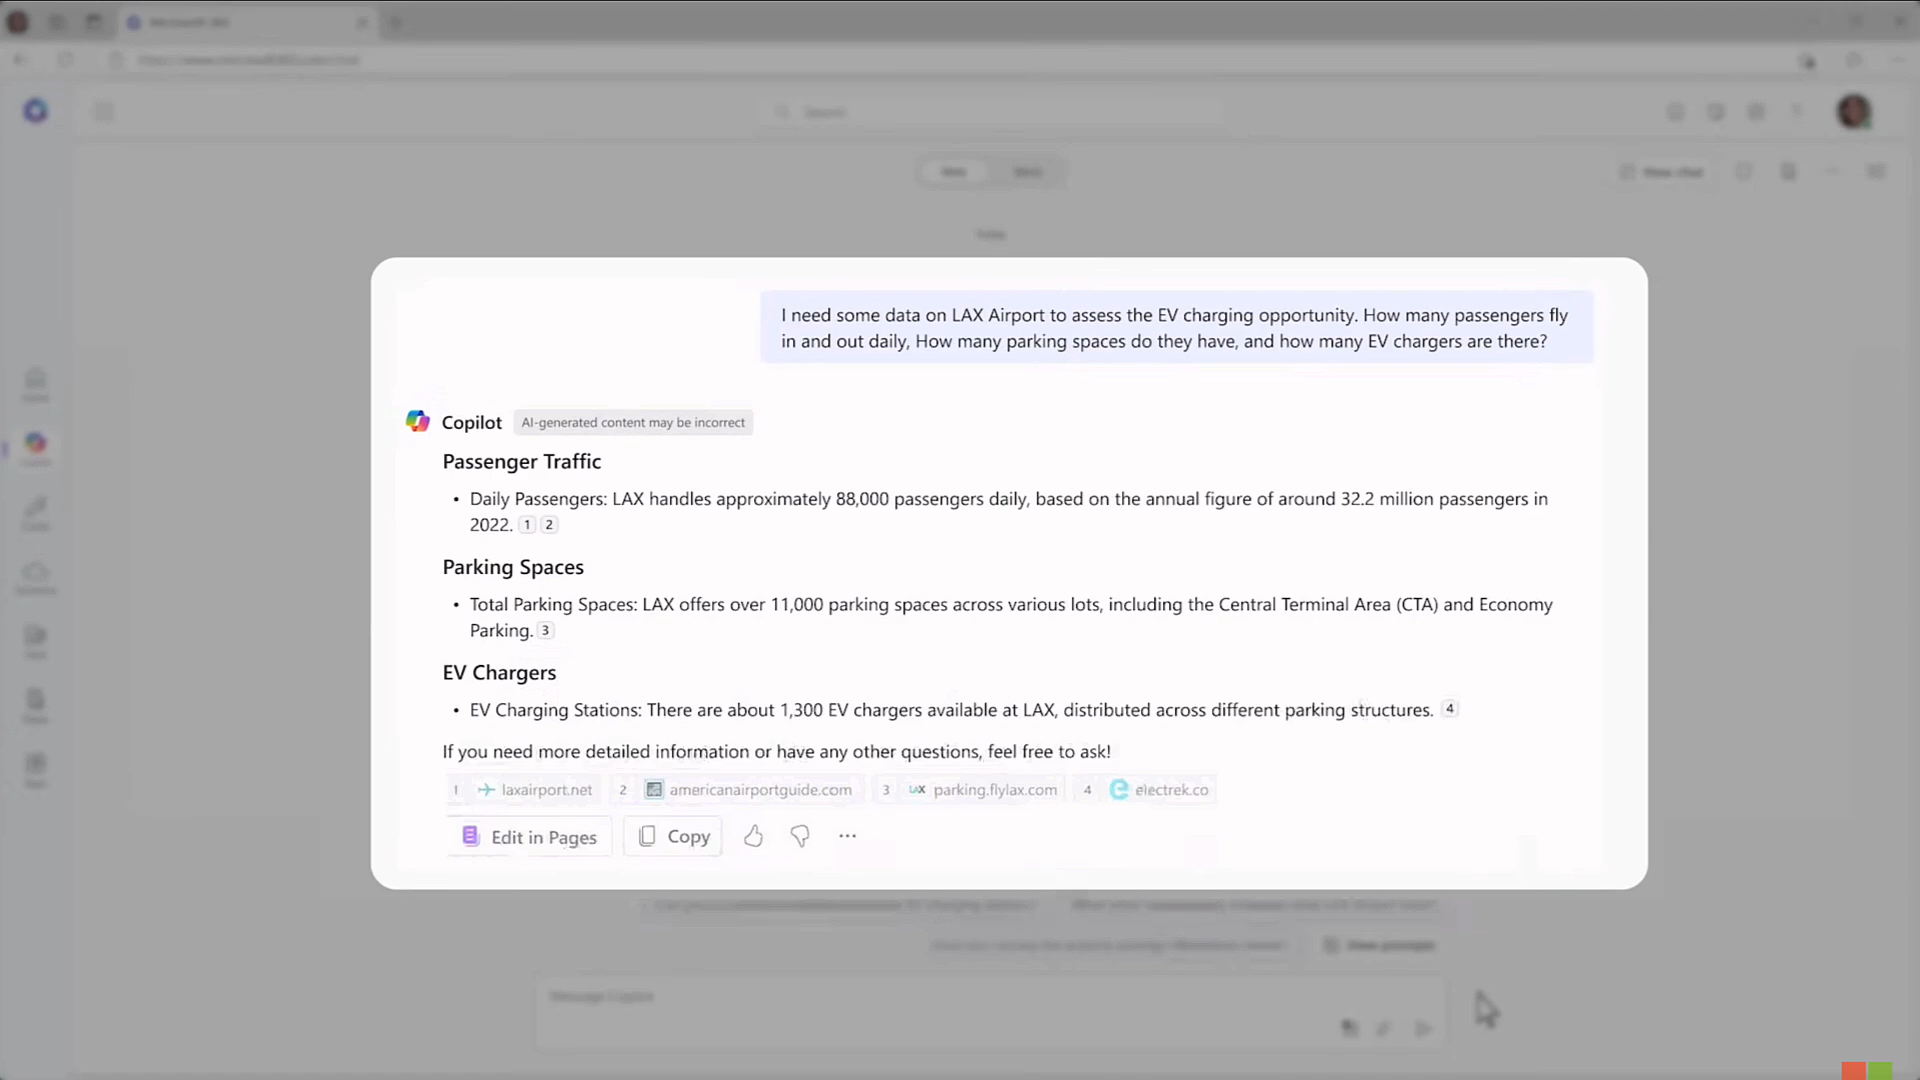 Search
New chat
Today
I need some data on LAX Airport to assess the EV charging opportunity. How many passengers fly
in and out daily, How many parking spaces do they have, and how many EV chargers are there?
Copilot AI-generated content may be incorrect
Passenger Traffic
• Daily Passengers: LAX handles approximately 88,000 passengers daily, based on the annual figure of around 32.2 million passengers in
2022. 1 2
Parking Spaces
• Total Parking Spaces: LAX offers over 11,000 parking spaces across various lots, including the Central Terminal Area (CTA) and Economy
Parking. 3
EV Chargers
• EV Charging Stations: There are about 1,300 EV chargers available at LAX, distributed across different parking structures. 4
If you need more detailed information or have any other questions, feel free to ask!
1 laxairport.net 2 americanairportguide.com 3 LAX parking.flylax.com 4 electrek.co
Edit in Pages Copy
Message Copilot